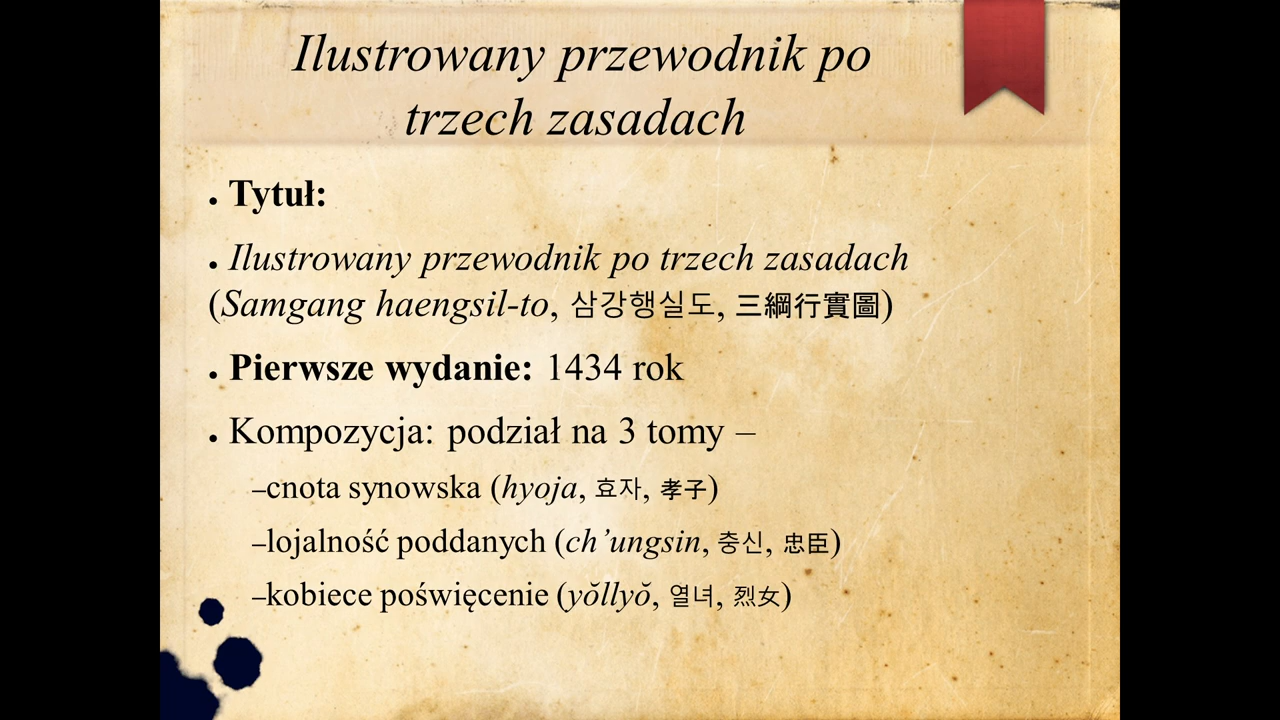 Ilustrowany przewodnik po
trzech zasadach
● Tytuł:
● Ilustrowany przewodnik po trzech zasadach
(Samgang haengsil-to, 삼강행실도, 三綱行實圖)
● Pierwsze wydanie: 1434 rok
● Kompozycja: podział na 3 tomy –
–cnota synowska (hyoja, 효자, 孝子)
–lojalność poddanych (ch’ungsin, 충신, 忠臣)
–kobiece poświęcenie (yŏllyŏ, 열녀, 烈女)